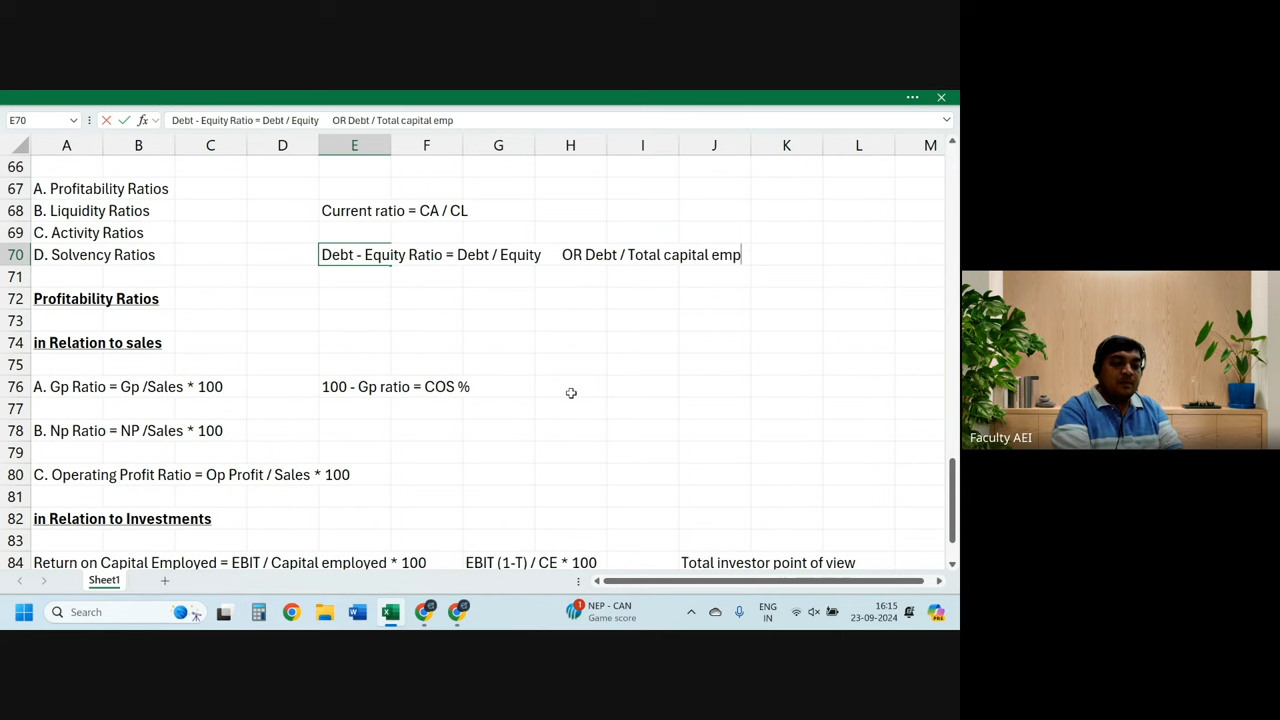 E70 fx Debt - Equity Ratio = Debt / Equity OR Debt / Total capital emp
A B C D E F G H I J K L M
66
67 A. Profitability Ratios
68 B. Liquidity Ratios Current ratio = CA / CL
69 C. Activity Ratios
70 D. Solvency Ratios Debt - Equity Ratio = Debt / Equity OR Debt / Total capital emp
71
72 Profitability Ratios
73
74 in Relation to sales
75
76 A. Gp Ratio = Gp /Sales * 100 100 - Gp ratio = COS %
77
78 B. Np Ratio = NP /Sales * 100
79
80 C. Operating Profit Ratio = Op Profit / Sales * 100
81
82 in Relation to Investments
83
84 Return on Capital Employed = EBIT / Capital employed * 100 EBIT (1-T) / CE * 100 Total investor point of view
Sheet1
Faculty AEI
Search
1 NEP - CAN
Game score
ENG
IN
16:15
23-09-2024